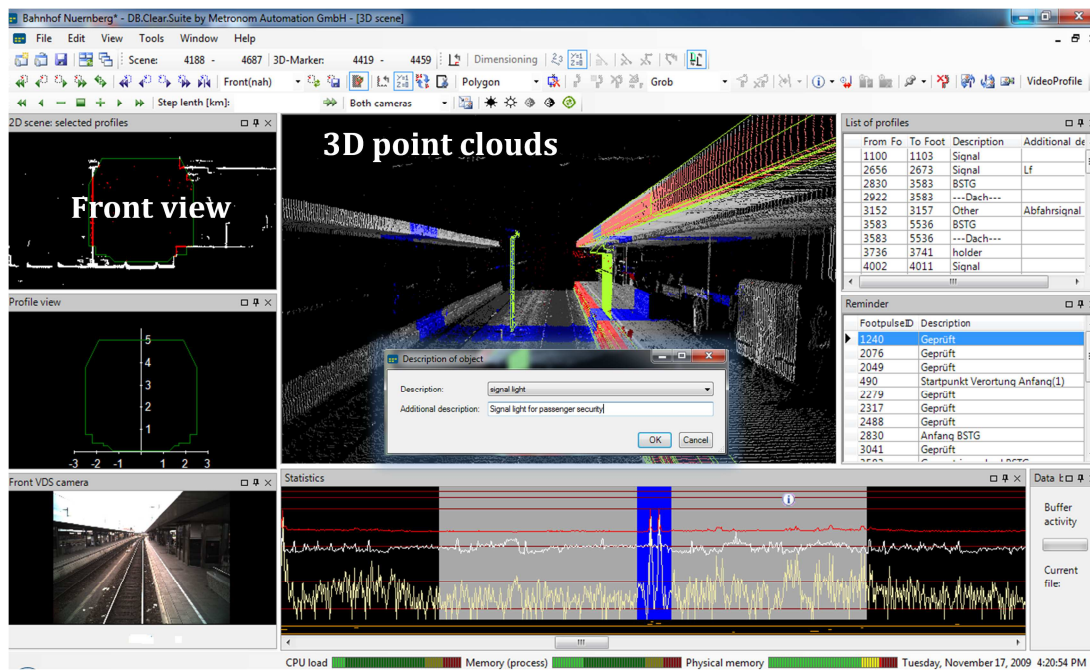 Bahnhof Nuernberg* - DB.Clear.Suite by Metronom Automation GmbH - [3D scene]
File Edit View Tools Window Help
Scene: 4188 - 4687 3D-Marker: 4419 - 4459 Dimensioning
Front(nah) Polygon Grob VideoProfile
Step lenth [km]: Both cameras
2D scene: selected profiles
Front view
3D point clouds
List of profiles
From Fo To Foot Description Additional de
1100 1103 Signal
2656 2673 Signal Lf
2830 3583 BSTG
2922 3583 ---Dach---
3152 3157 Other Abfahrsignal
3583 5536 BSTG
3583 5536 ---Dach---
3736 3741 holder
4002 4011 Signal
Profile view
5
4
3
2
1
-3 -2 -1 1 2 3
Description of object
Description: signal light
Additional description: Signal light for passenger security
OK Cancel
Reminder
FootpulseID Description
1240 Geprüft
2076 Geprüft
2049 Geprüft
490 Startpunkt Verortung Anfang(1)
2279 Geprüft
2317 Geprüft
2488 Geprüft
2830 Anfang BSTG
3041 Geprüft
Front VDS camera
Statistics
Data
Buffer
activity
Current
file:
CPU load Memory (process) Physical memory Tuesday, November 17, 2009 4:20:54 PM